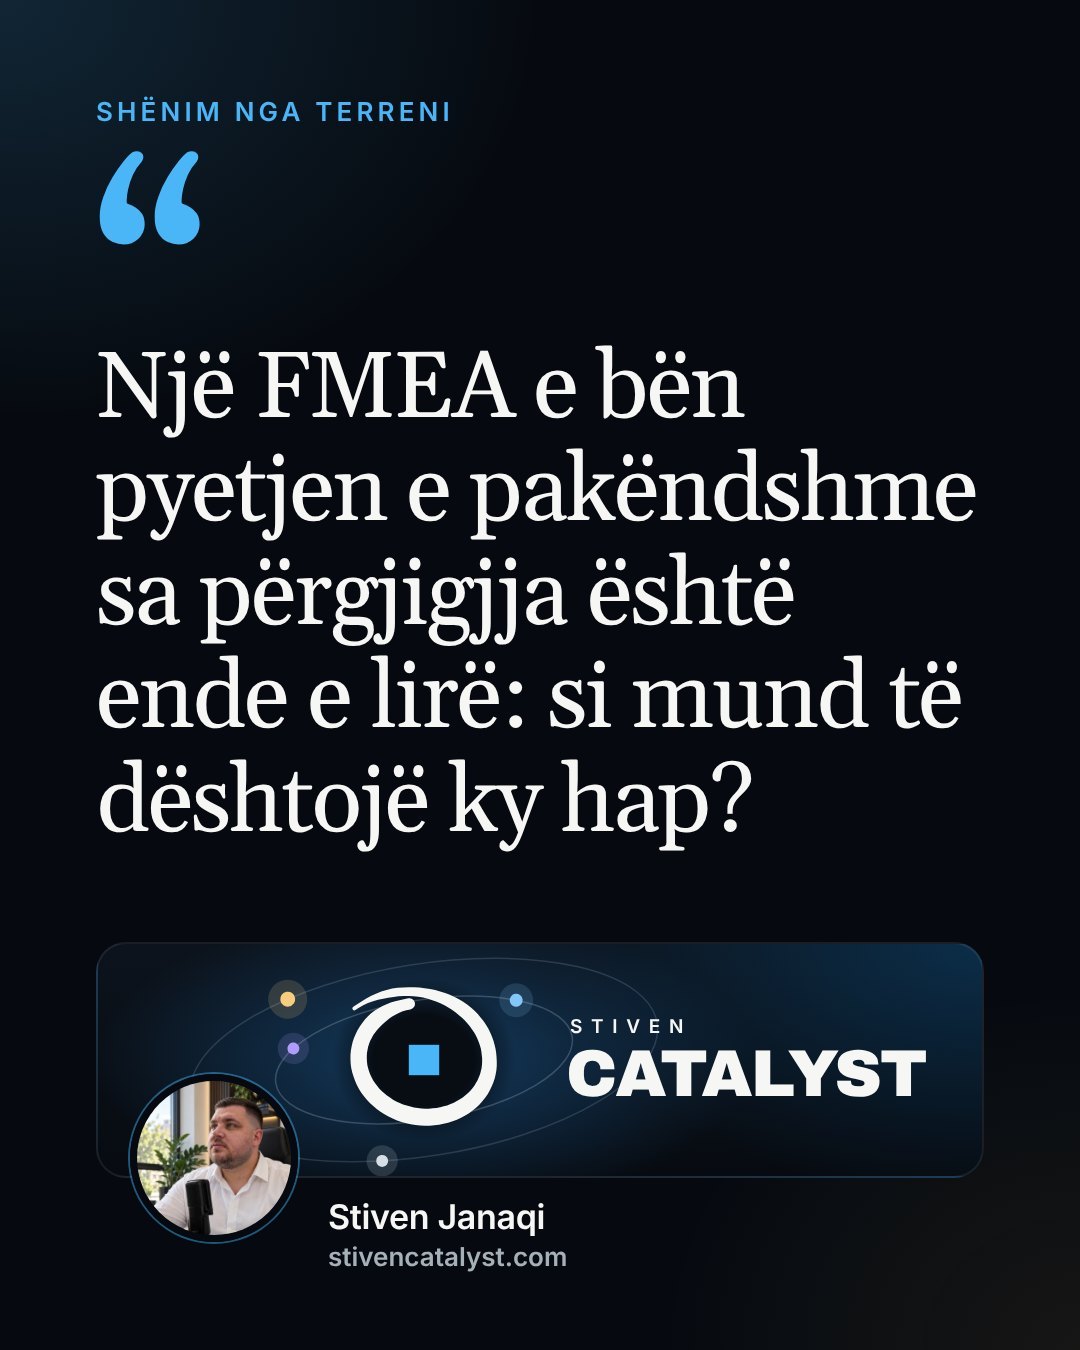 SHËNIM NGA TERRENI
“
Një FMEA e bën
pyetjen e pakëndshme
sa përgjigjja është
ende e lirë: si mund të
dështojë ky hap?
STIVEN
CATALYST
Stiven Janaqi
stivencatalyst.com